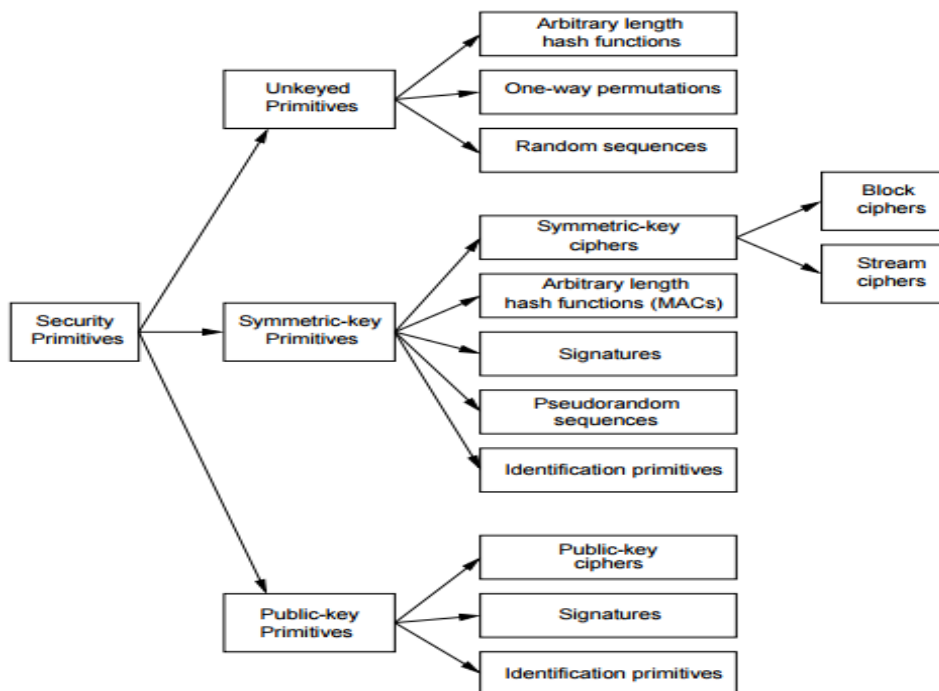 Arbitrary length
hash functions
Unkeyed
Primitives
One-way permutations
Random sequences
Block
ciphers
Symmetric-key
ciphers
Stream
ciphers
Arbitrary length
hash functions (MACs)
Security
Primitives
Symmetric-key
Primitives
Signatures
Pseudorandom
sequences
Identification primitives
Public-key
ciphers
Public-key
Primitives
Signatures
Identification primitives